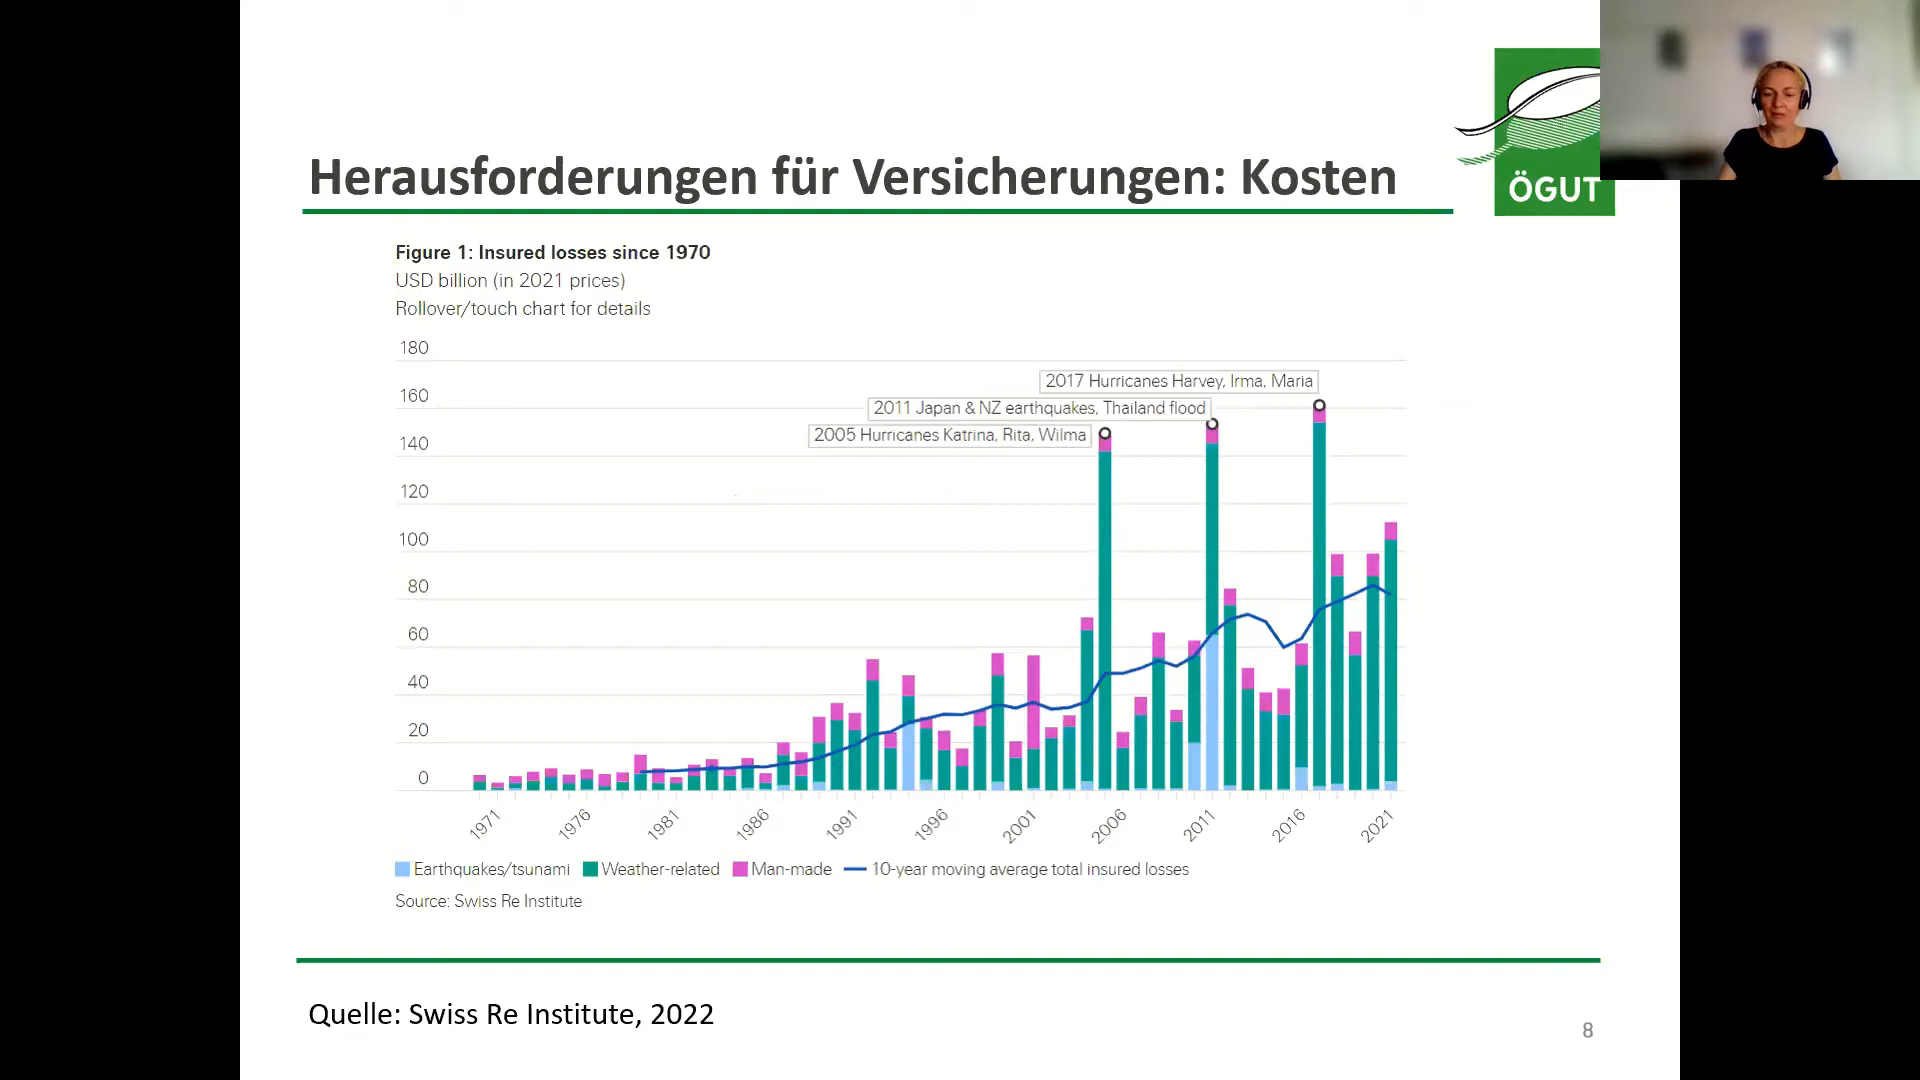 ÖGUT
Herausforderungen für Versicherungen: Kosten
Figure 1: Insured losses since 1970
USD billion (in 2021 prices)
Rollover/touch chart for details
180
160
140
120
100
80
60
40
20
0
2017 Hurricanes Harvey, Irma, Maria
2011 Japan & NZ earthquakes, Thailand flood
2005 Hurricanes Katrina, Rita, Wilma
1971 1976 1981 1986 1991 1996 2001 2006 2011 2016 2021
Earthquakes/tsunami Weather-related Man-made 10-year moving average total insured losses
Source: Swiss Re Institute
Quelle: Swiss Re Institute, 2022
8